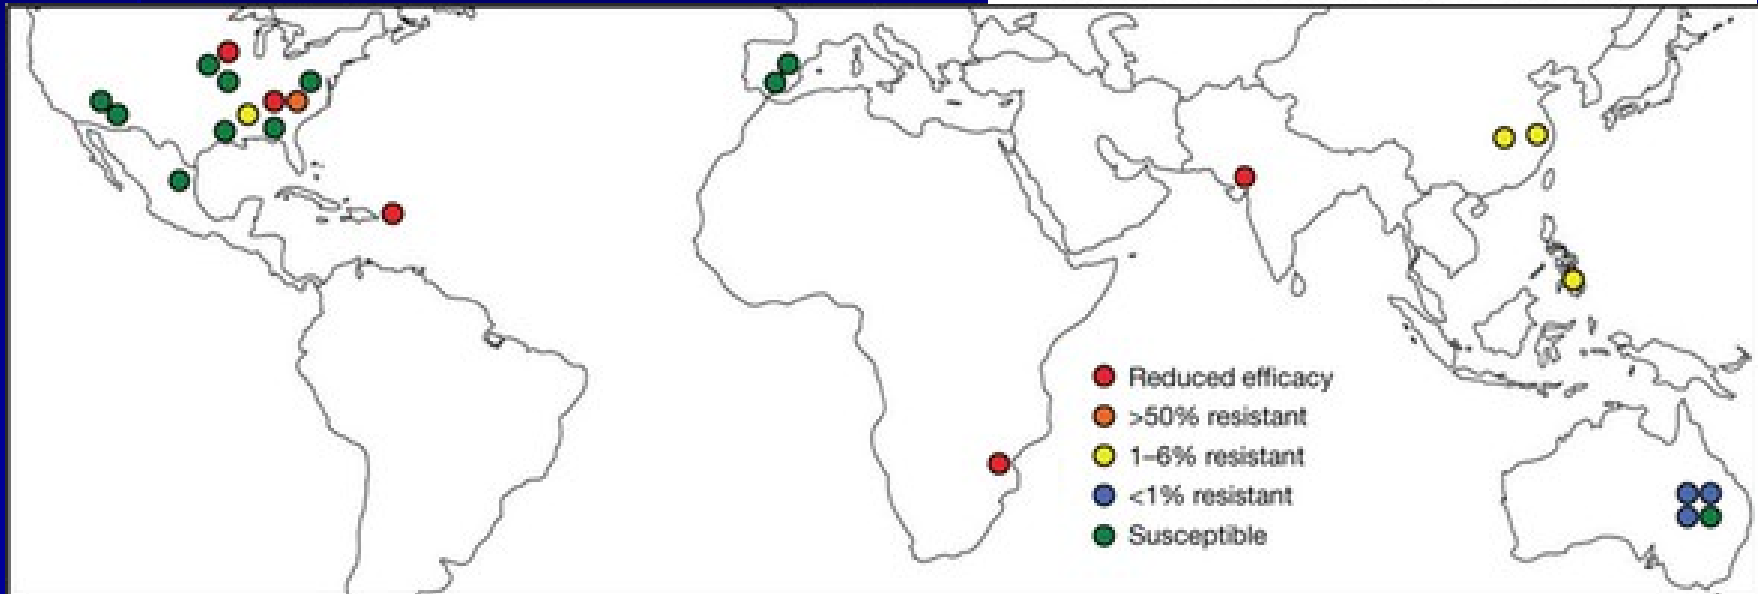 Reduced efficacy
>50% resistant
1–6% resistant
<1% resistant
Susceptible